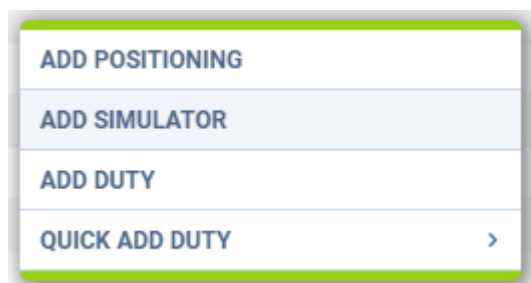 ADD POSITIONING
ADD SIMULATOR
ADD DUTY
QUICK ADD DUTY